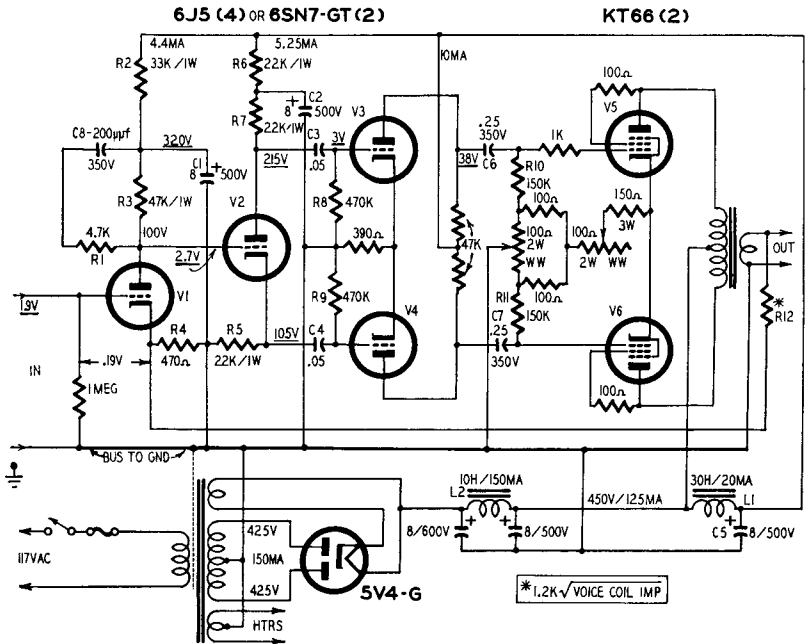 6J5 (4) OR 6SN7-GT (2)
KT66 (2)
4.4MA
R2
33K/1W
5.25MA
R6
22K/1W
R7
22K/1W
C2
8
+
500V
10MA
V3
C8-200µµf
350V
320V
C1
8
+
500V
R3
47K/1W
100V
4.7K
R1
2.7V
V1
V2
215V
C3
.05
3V
R8
470K
390Ω
R9
470K
V4
105V
C4
.05
38V
.25
350V
C6
1K
R10
150K
100Ω
100Ω
2W
WW
100Ω
R11
150K
C7
.25
350V
100Ω
2W
WW
150Ω
3W
100Ω
V5
V6
100Ω
OUT
*
R12
47K
1.9V
.19V
IN
1 MEG
R4
470Ω
R5
22K/1W
BUS TO GND
117VAC
425V
150MA
425V
HTRS
5V4-G
10H/150MA
L2
8/600V
+
8/500V
+
450V/125MA
30H/20MA
L1
C5
+
8/500V
*1.2K√VOICE COIL IMP